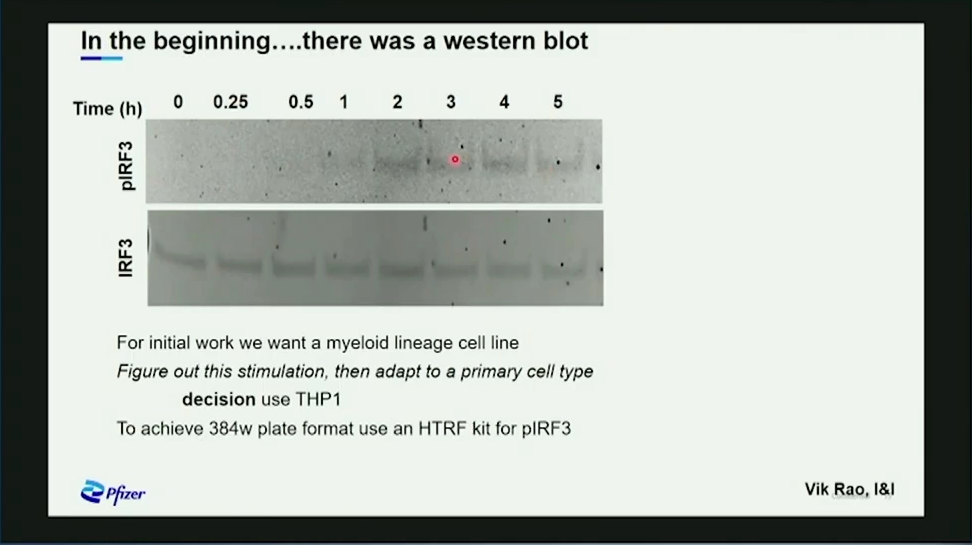 In the beginning....there was a western blot
Time (h) 0 0.25 0.5 1 2 3 4 5
pIRF3
IRF3
For initial work we want a myeloid lineage cell line
Figure out this stimulation, then adapt to a primary cell type
decision use THP1
To achieve 384w plate format use an HTRF kit for pIRF3
Pfizer
Vik Rao, I&I